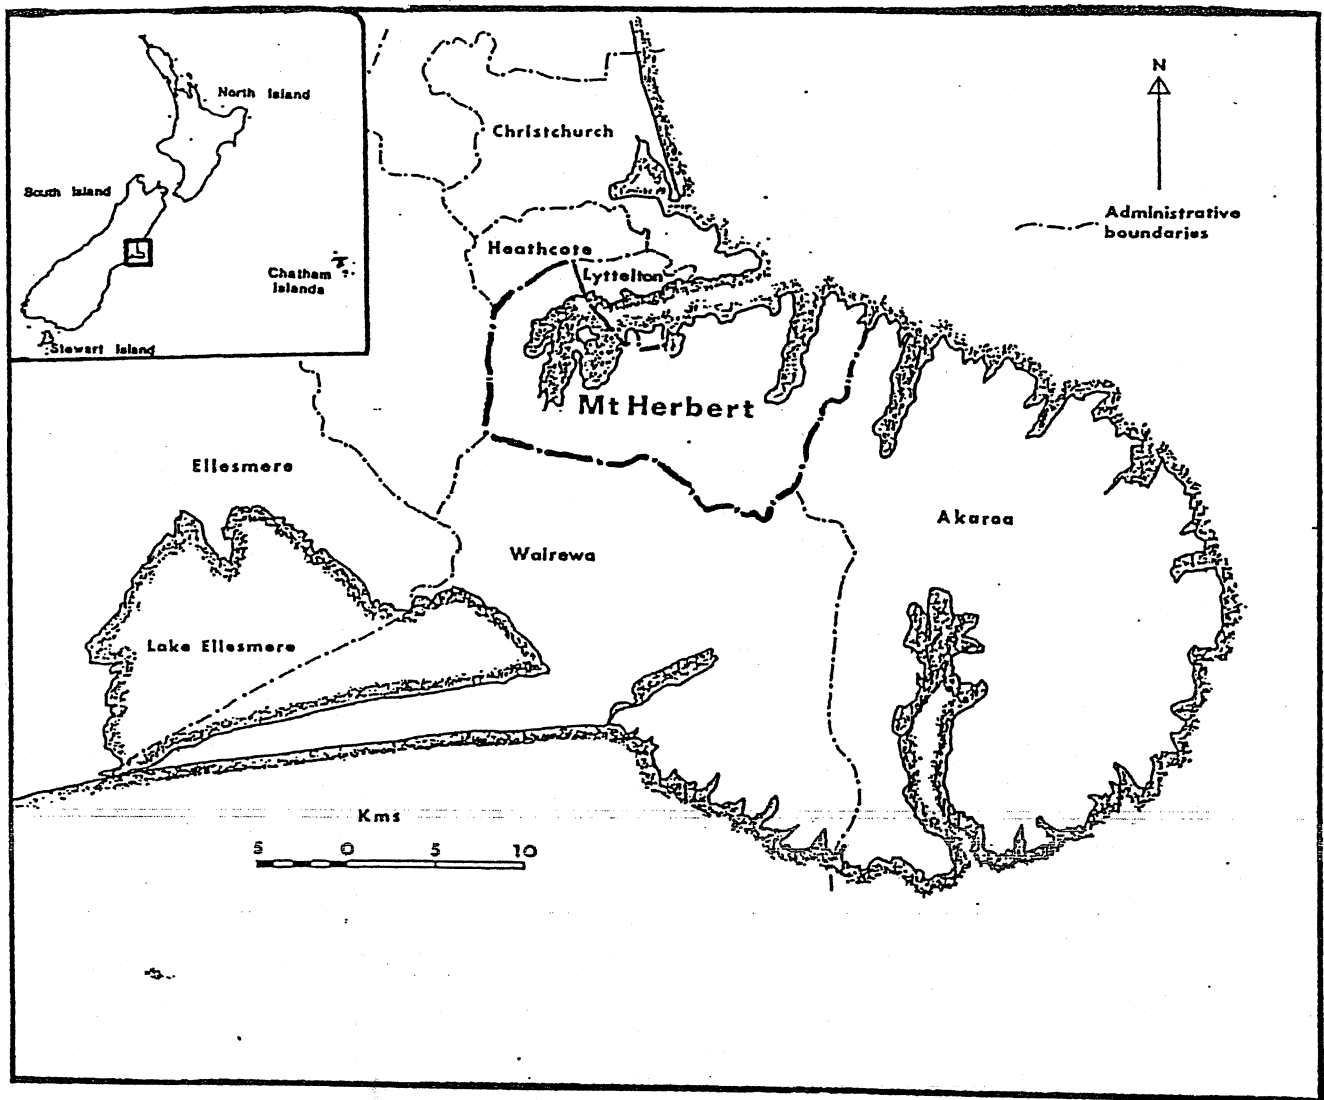 North Island
South Island
Chatham
Islands
Stewart Island
N
Christchurch
Administrative
boundaries
Heathcote
Lyttelton
Mt Herbert
Ellesmere
Akaroa
Wairewa
Lake Ellesmere
Kms
5 0 5 10